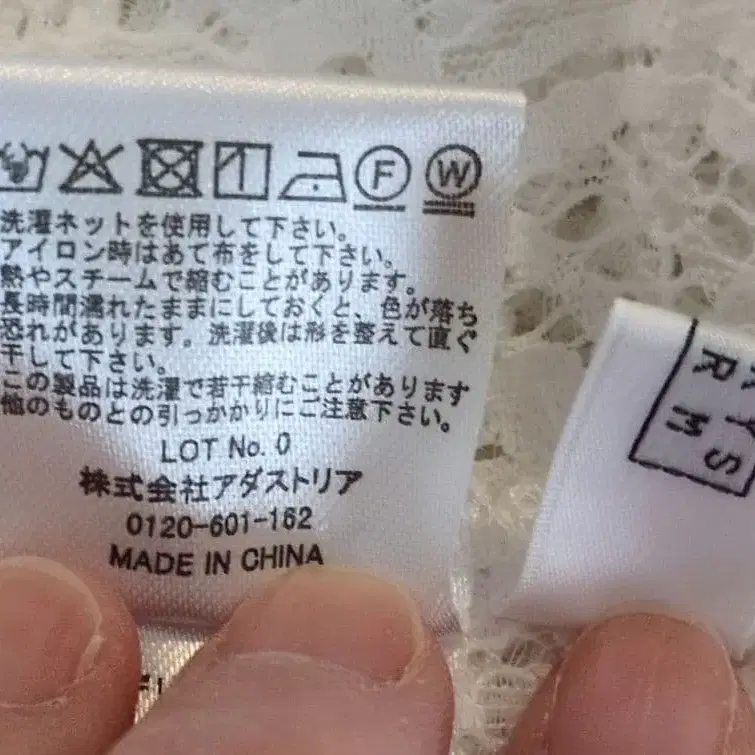 F W
洗濯ネットを使用して下さい。
アイロン時はあて布をして下さい。
熱やスチームで縮むことがあります。
長時間濡れたままにしておくと、色が落ち
恐れがあります。洗濯後は形を整えて直ぐ
干して下さい。
この製品は洗濯で若干縮むことがあります
他のものとの引っかかりにご注意下さい。
LOT No. 0
株式会社アダストリア
0120-601-162
MADE IN CHINA